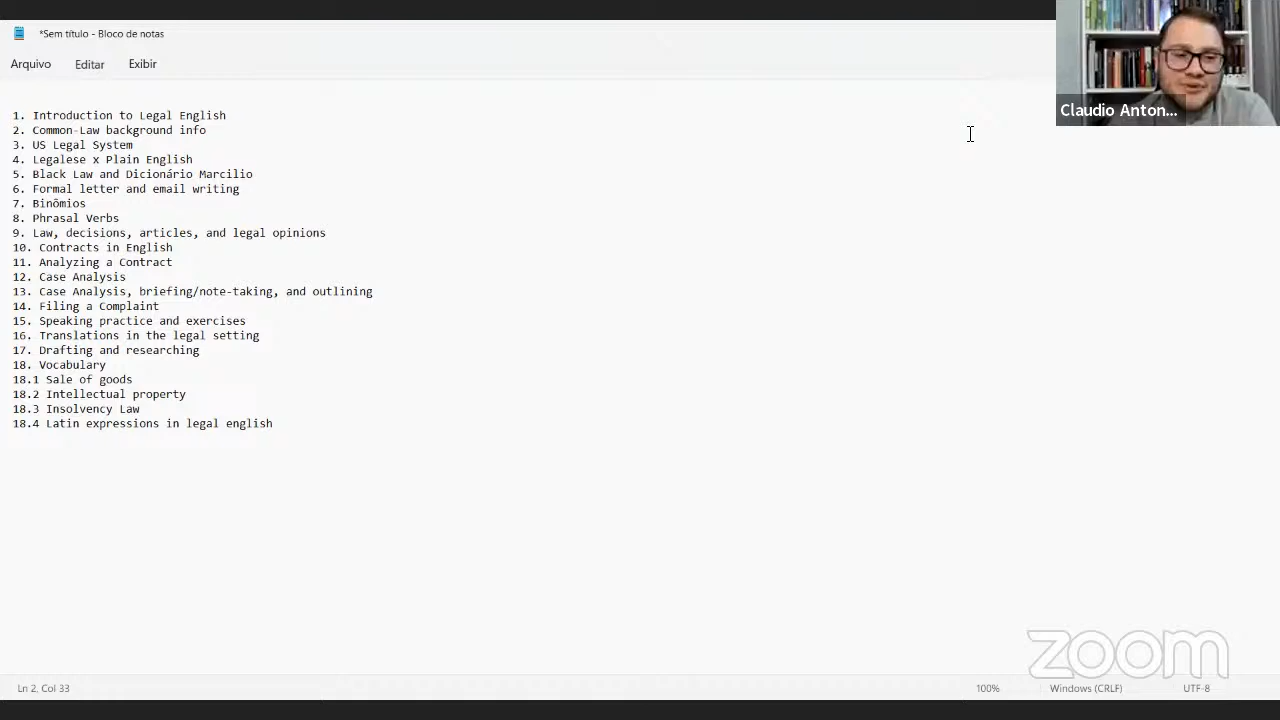 *Sem título - Bloco de notas
Arquivo Editar Exibir
Claudio Anton...
1. Introduction to Legal English
2. Common-Law background info
3. US Legal System
4. Legalese x Plain English
5. Black Law and Dicionário Marcilio
6. Formal letter and email writing
7. Binômios
8. Phrasal Verbs
9. Law, decisions, articles, and legal opinions
10. Contracts in English
11. Analyzing a Contract
12. Case Analysis
13. Case Analysis, briefing/note-taking, and outlining
14. Filing a Complaint
15. Speaking practice and exercises
16. Translations in the legal setting
17. Drafting and researching
18. Vocabulary
18.1 Sale of goods
18.2 Intellectual property
18.3 Insolvency Law
18.4 Latin expressions in legal english
zoom
Ln 2, Col 33 100% Windows (CRLF) UTF-8